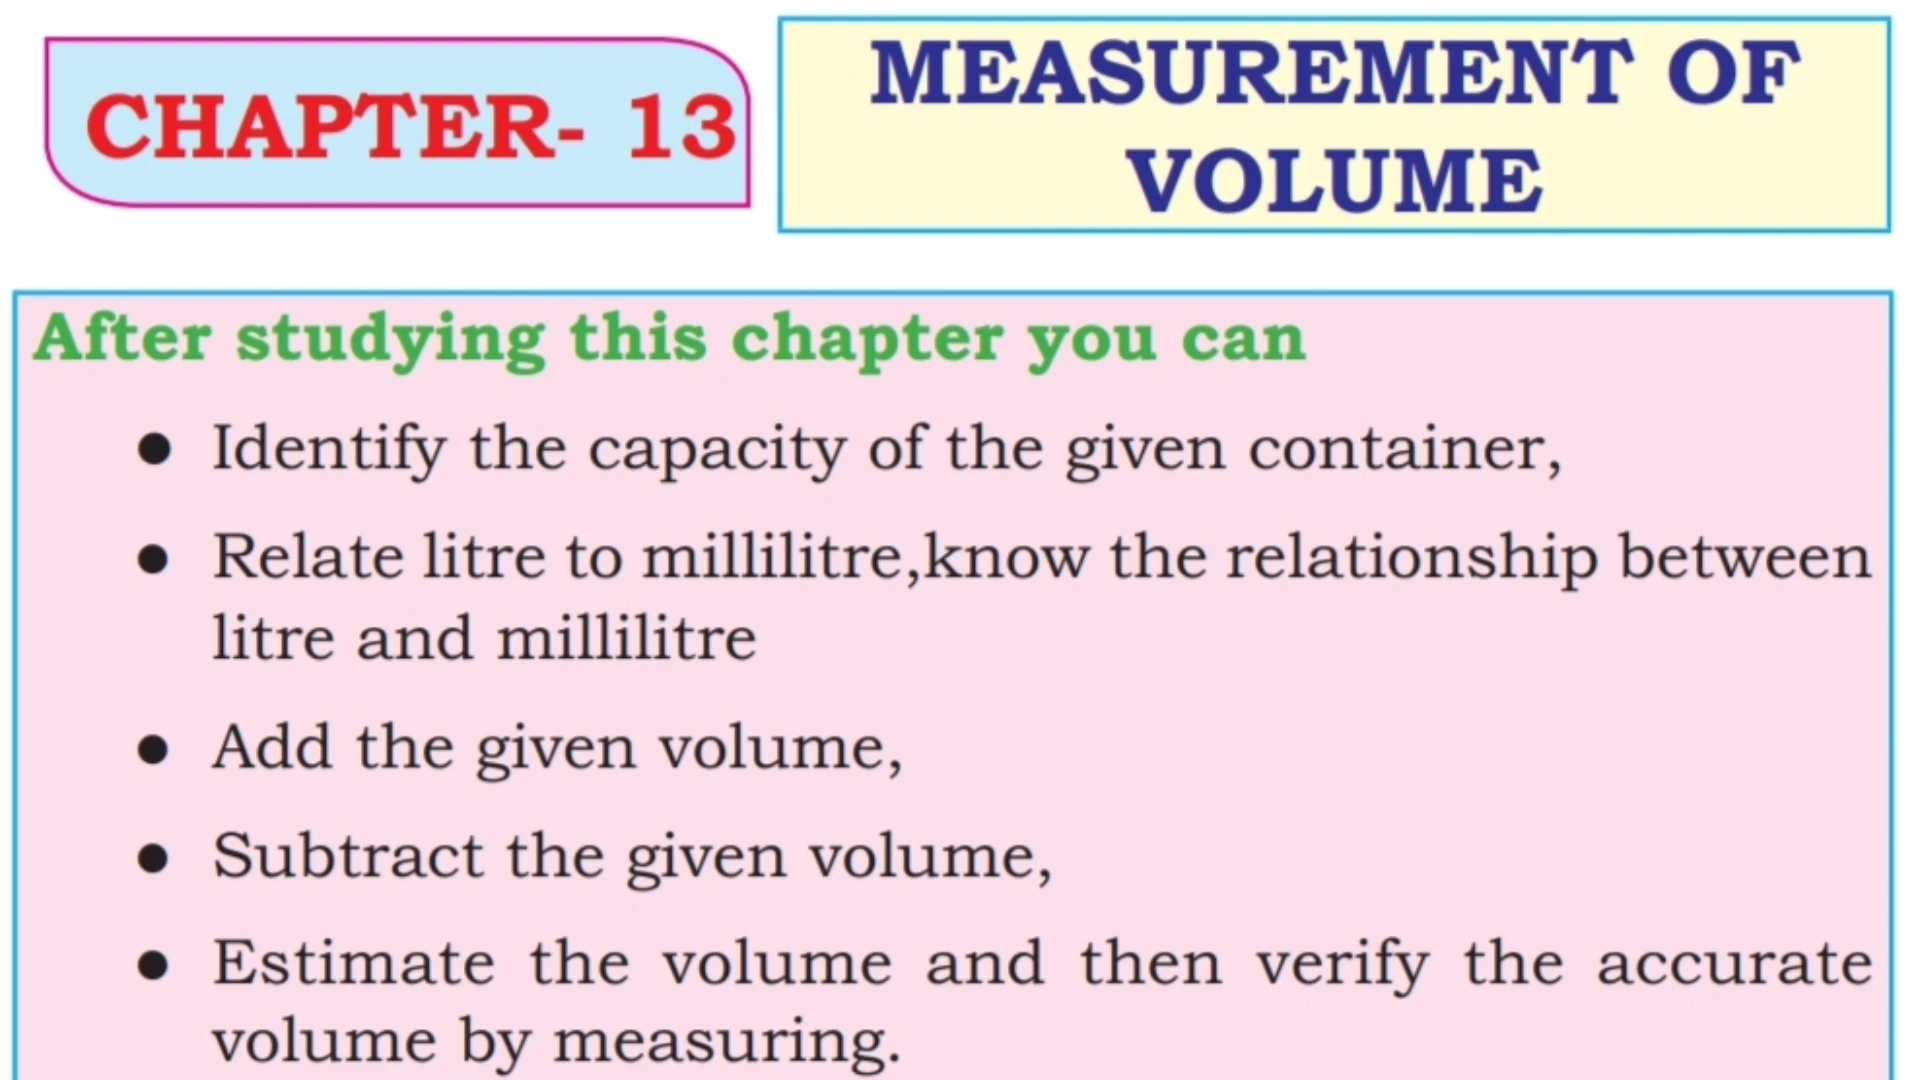 CHAPTER- 13
MEASUREMENT OF
VOLUME
After studying this chapter you can
● Identify the capacity of the given container,
● Relate litre to millilitre,know the relationship between
litre and millilitre
● Add the given volume,
● Subtract the given volume,
● Estimate the volume and then verify the accurate
volume by measuring.